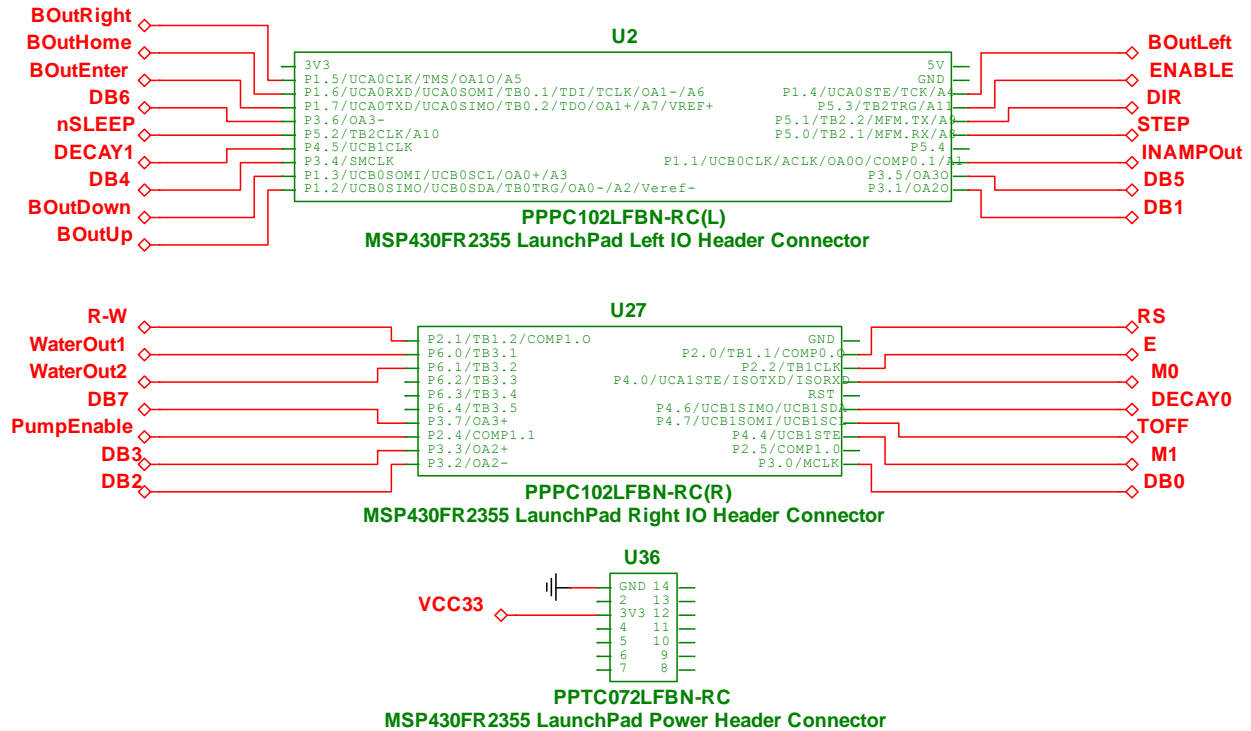 BOutRight
BOutHome
BOutEnter
DB6
nSLEEP
DECAY1
DB4
BOutDown
BOutUp
U2
3V3
P1.5/UCA0CLK/TMS/OA1O/A5
P1.6/UCA0RXD/UCA0SOMI/TB0.1/TDI/TCLK/OA1-/A6
P1.7/UCA0TXD/UCA0SIMO/TB0.2/TDO/OA1+/A7/VREF+
P3.6/OA3-
P5.2/TB2CLK/A10
P4.5/UCB1CLK
P3.4/SMCLK
P1.3/UCB0SOMI/UCB0SCL/OA0+/A3
P1.2/UCB0SIMO/UCB0SDA/TB0TRG/OA0-/A2/Veref-
5V
GND
P1.4/UCA0STE/TCK/A4
P5.3/TB2TRG/A11
P5.1/TB2.2/MFM.TX/A9
P5.0/TB2.1/MFM.RX/A8
P5.4
P1.1/UCB0CLK/ACLK/OA0O/COMP0.1/A1
P3.5/OA3O
P3.1/OA2O
BOutLeft
ENABLE
DIR
STEP
INAMPOut
DB5
DB1
PPPC102LFBN-RC(L)
MSP430FR2355 LaunchPad Left IO Header Connector
R-W
WaterOut1
WaterOut2
DB7
PumpEnable
DB3
DB2
U27
P2.1/TB1.2/COMP1.O
P6.0/TB3.1
P6.1/TB3.2
P6.2/TB3.3
P6.3/TB3.4
P6.4/TB3.5
P3.7/OA3+
P2.4/COMP1.1
P3.3/OA2+
P3.2/OA2-
GND
P2.0/TB1.1/COMP0.O
P2.2/TB1CLK
P4.0/UCA1STE/ISOTXD/ISORXD
RST
P4.6/UCB1SIMO/UCB1SDA
P4.7/UCB1SOMI/UCB1SCL
P4.4/UCB1STE
P2.5/COMP1.0
P3.0/MCLK
RS
E
M0
DECAY0
TOFF
M1
DB0
PPPC102LFBN-RC(R)
MSP430FR2355 LaunchPad Right IO Header Connector
U36
VCC33
GND 14
2 13
3V3 12
4 11
5 10
6 9
7 8
PPTC072LFBN-RC
MSP430FR2355 LaunchPad Power Header Connector